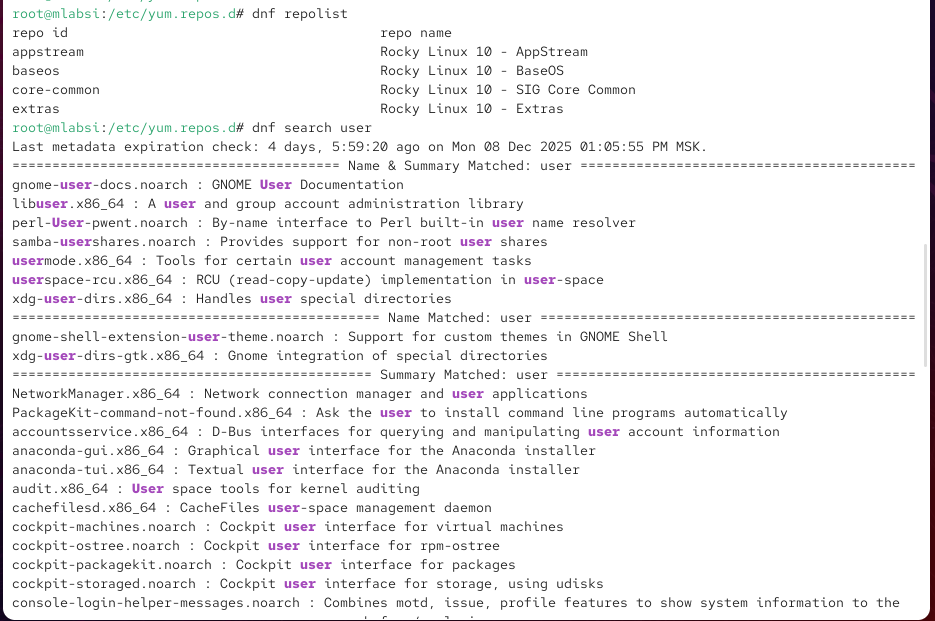 root@mlabsi:/etc/yum.repos.d# dnf repolist
repo id repo name
appstream Rocky Linux 10 - AppStream
baseos Rocky Linux 10 - BaseOS
core-common Rocky Linux 10 - SIG Core Common
extras Rocky Linux 10 - Extras
root@mlabsi:/etc/yum.repos.d# dnf search user
Last metadata expiration check: 4 days, 5:59:20 ago on Mon 08 Dec 2025 01:05:55 PM MSK.
========================================= Name & Summary Matched: user ==========================================
gnome-user-docs.noarch : GNOME User Documentation
libuser.x86_64 : A user and group account administration library
perl-User-pwent.noarch : By-name interface to Perl built-in user name resolver
samba-usershares.noarch : Provides support for non-root user shares
usermode.x86_64 : Tools for certain user account management tasks
userspace-rcu.x86_64 : RCU (read-copy-update) implementation in user-space
xdg-user-dirs.x86_64 : Handles user special directories
============================================== Name Matched: user ===============================================
gnome-shell-extension-user-theme.noarch : Support for custom themes in GNOME Shell
xdg-user-dirs-gtk.x86_64 : Gnome integration of special directories
============================================= Summary Matched: user =============================================
NetworkManager.x86_64 : Network connection manager and user applications
PackageKit-command-not-found.x86_64 : Ask the user to install command line programs automatically
accountsservice.x86_64 : D-Bus interfaces for querying and manipulating user account information
anaconda-gui.x86_64 : Graphical user interface for the Anaconda installer
anaconda-tui.x86_64 : Textual user interface for the Anaconda installer
audit.x86_64 : User space tools for kernel auditing
cachefilesd.x86_64 : CacheFiles user-space management daemon
cockpit-machines.noarch : Cockpit user interface for virtual machines
cockpit-ostree.noarch : Cockpit user interface for rpm-ostree
cockpit-packagekit.noarch : Cockpit user interface for packages
cockpit-storaged.noarch : Cockpit user interface for storage, using udisks
console-login-helper-messages.noarch : Combines motd, issue, profile features to show system information to the